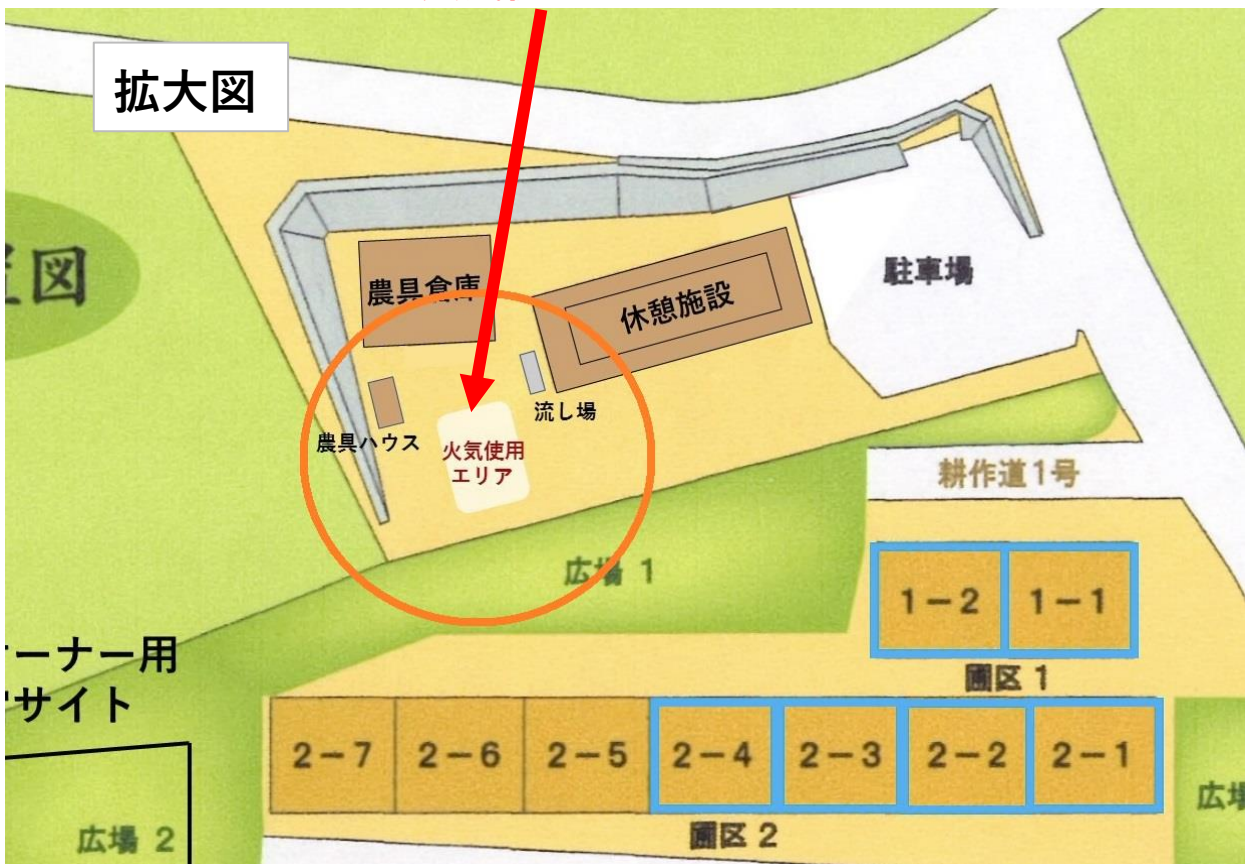 拡大図
図
農具倉庫
休憩施設
駐車場
流し場
農具ハウス
火気使用
エリア
耕作道1号
広場 1
1-2
1-1
圃区 1
ーナー用
サイト
2-7
2-6
2-5
2-4
2-3
2-2
2-1
広場
広場 2
圃区 2